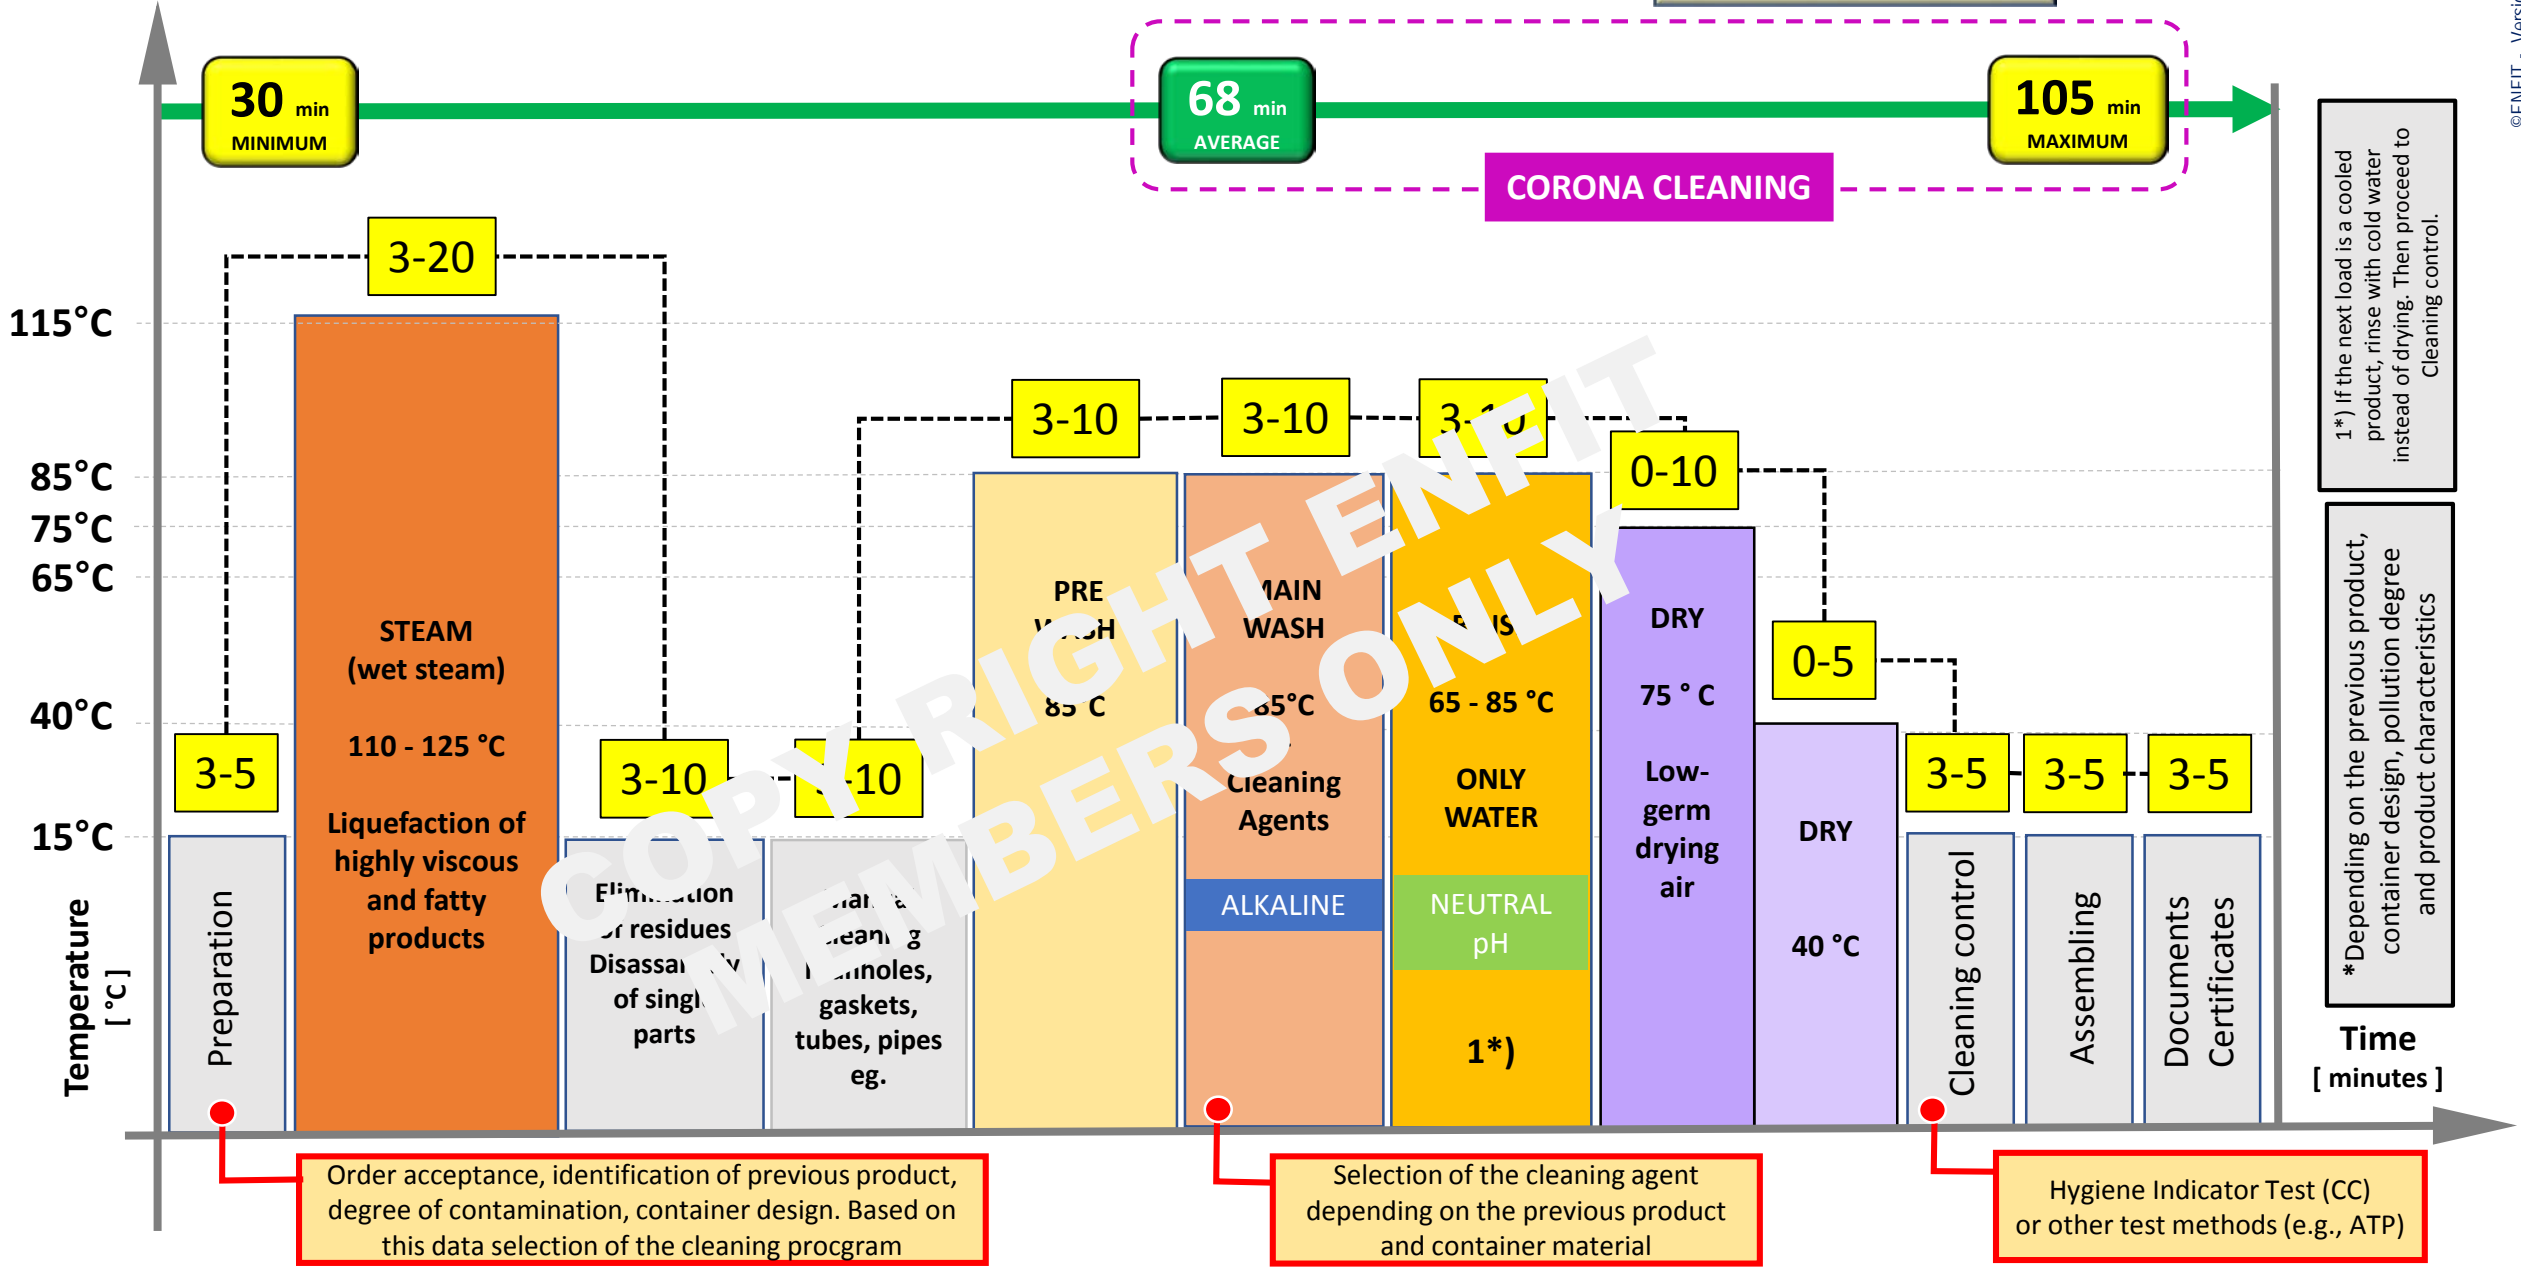 ©ENFIT
30 min
MINIMUM
68 min
AVERAGE
105 min
MAXIMUM
CORONA CLEANING
3-20
115°C
85°C
75°C
65°C
40°C
15°C
Temperature
[ °C ]
3-5
3-10
3-10
3-10
3-10
0-10
0-5
3-5
3-5
3-5
Preparation
STEAM
(wet steam)
110 - 125 °C
Liquefaction of
highly viscous
and fatty
products
Elimination
of residues
of single
parts
gaskets,
tubes, pipes
eg.
PRE
WASH
85°C
MAIN
WASH
85°C
Cleaning
Agents
ALKALINE
65 - 85 °C
ONLY
WATER
NEUTRAL
pH
1*)
DRY
75 ° C
Low-
germ
drying
air
DRY
40 °C
Cleaning control
Assembling
Documents
Certificates
COPY RIGHT ENFIT
MEMBERS ONLY
1*) If the next load is a cooled
product, rinse with cold water
instead of drying. Then proceed to
Cleaning control.
*Depending on the previous product,
container design, pollution degree
and product characteristics
Time
[ minutes ]
Order acceptance, identification of previous product,
degree of contamination, container design. Based on
this data selection of the cleaning procgram
Selection of the cleaning agent
depending on the previous product
and container material
Hygiene Indicator Test (CC)
or other test methods (e.g., ATP)